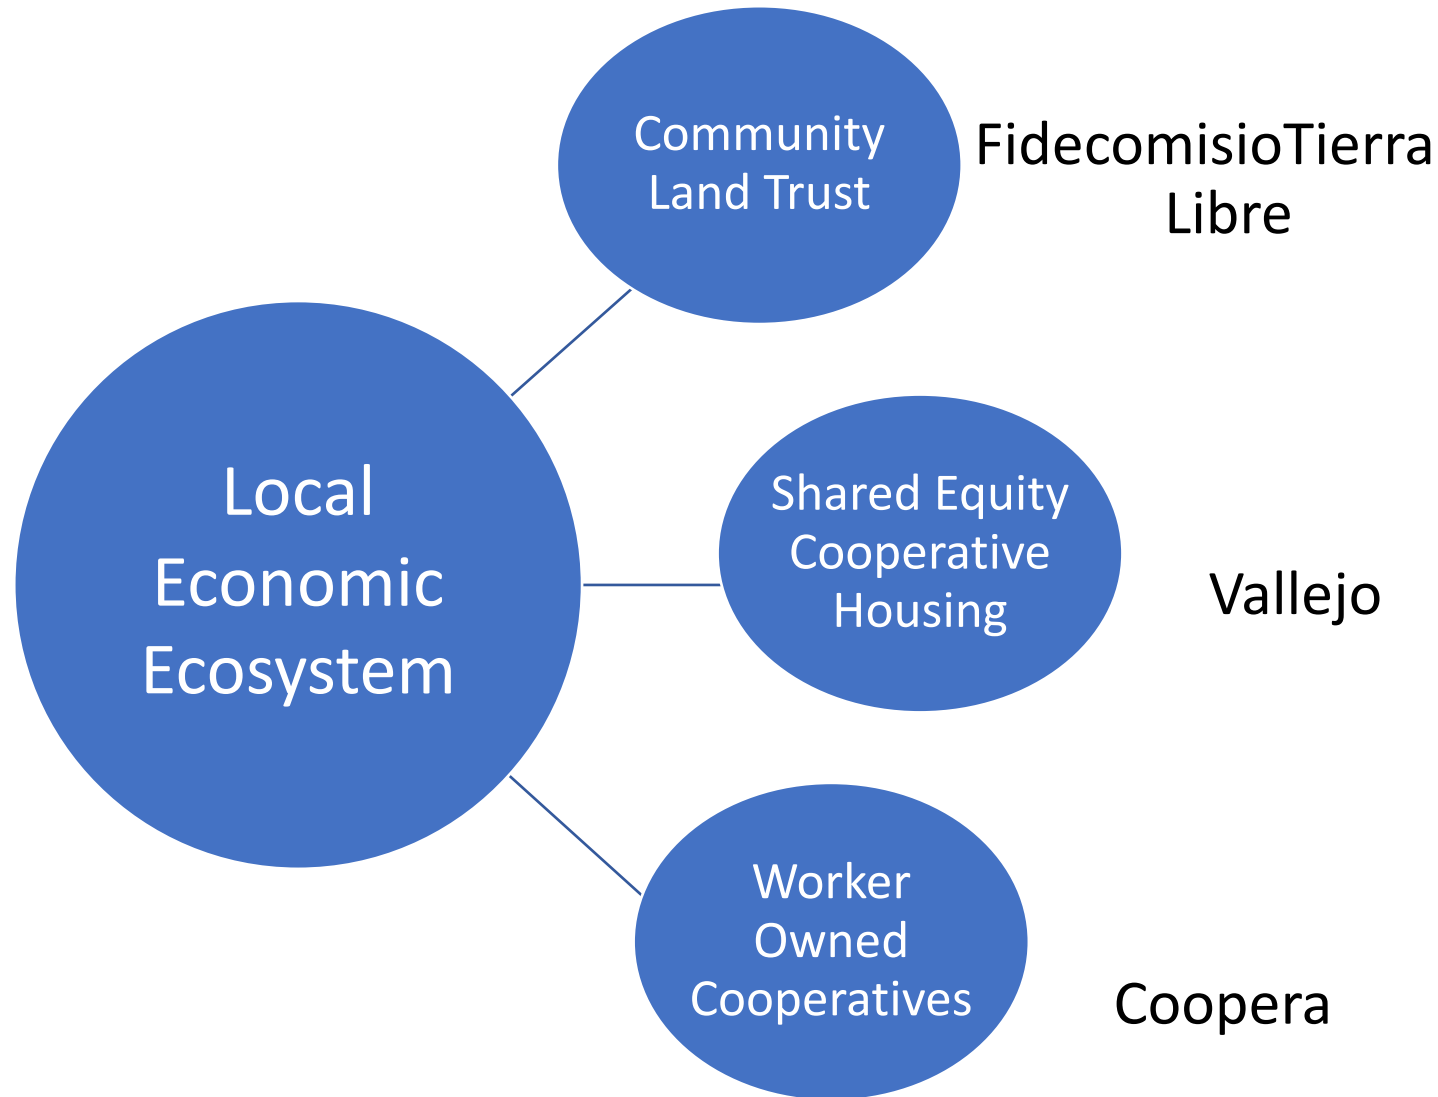 Community
Land Trust
FidecomisioTierra
Libre
Local
Economic
Ecosystem
Shared Equity
Cooperative
Housing
Vallejo
Worker
Owned
Cooperatives
Coopera